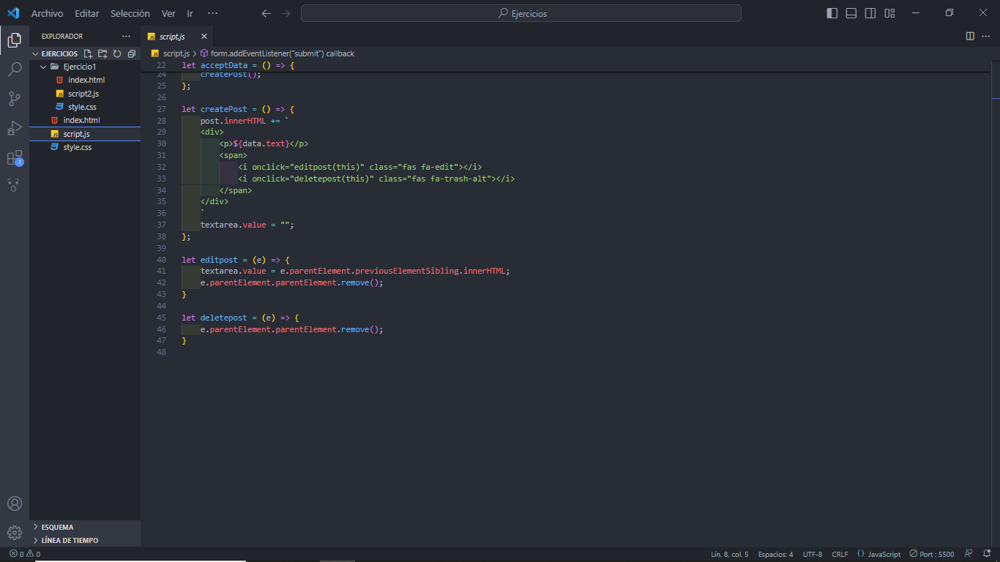 Archivo Editar Selección Ver Ir ··· Ejercicios
EXPLORADOR ···
EJERCICIOS
Ejercicio1
index.html
script2.js
style.css
index.html
script.js
style.css
ESQUEMA
LÍNEA DE TIEMPO
script.js
script.js > form.addEventListener("submit") callback
22 let acceptData = () => {
24 createPost();
25 };
26
27 let createPost = () => {
28 post.innerHTML += `
29 <div>
30 <p>${data.text}</p>
31 <span>
32 <i onclick="editpost(this)" class="fas fa-edit"></i>
33 <i onclick="deletepost(this)" class="fas fa-trash-alt"></i>
34 </span>
35 </div>
36 `
37 textarea.value = "";
38 };
39
40 let editpost = (e) => {
41 textarea.value = e.parentElement.previousElementSibling.innerHTML;
42 e.parentElement.parentElement.remove();
43 }
44
45 let deletepost = (e) => {
46 e.parentElement.parentElement.remove();
47 }
48
1
0 0 Lín. 8, col. 5 Espacios: 4 UTF-8 CRLF {} JavaScript Port : 5500